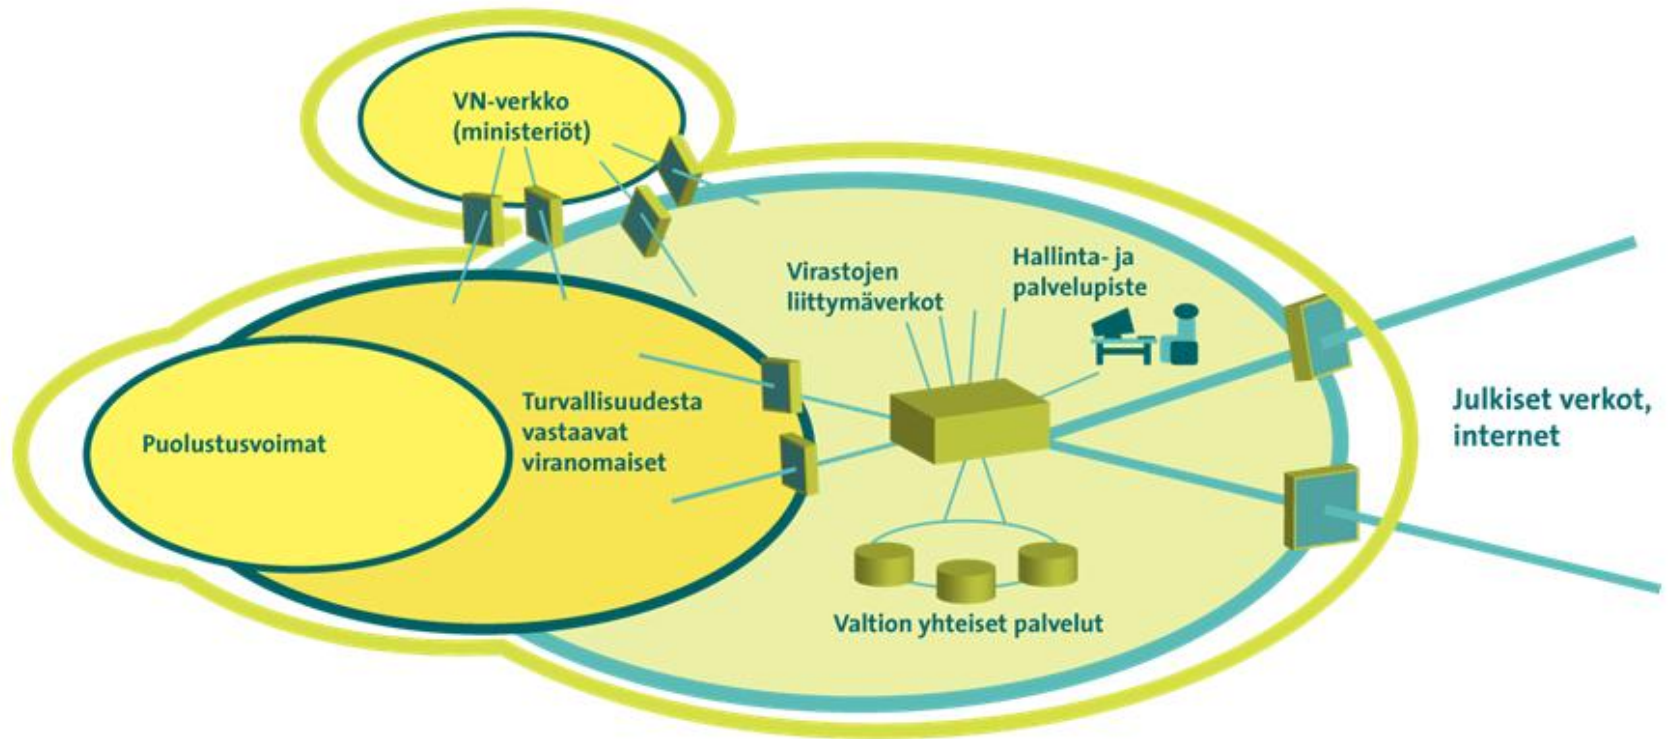 VN-verkko
(ministeriöt)
Virastojen
liittymäverkot
Hallinta- ja
palvelupiste
Puolustusvoimat
Turvallisuudesta
vastaavat
viranomaiset
Julkiset verkot,
internet
Valtion yhteiset palvelut